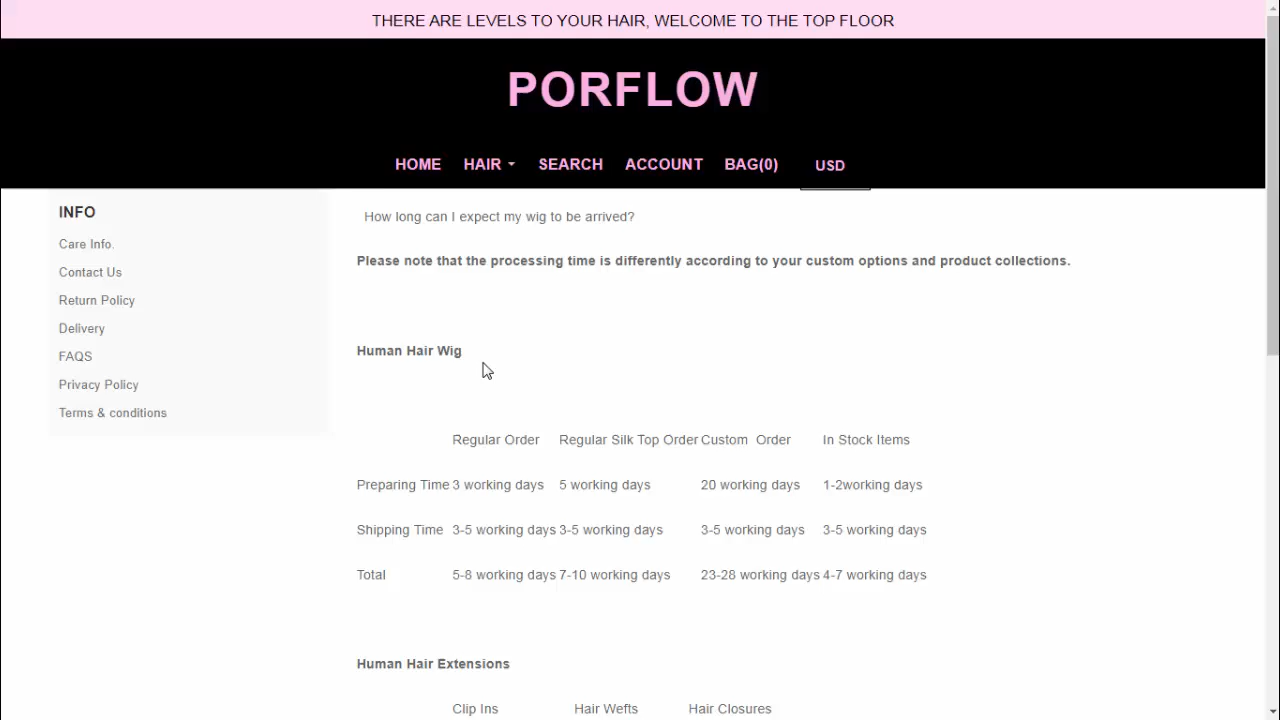 THERE ARE LEVELS TO YOUR HAIR, WELCOME TO THE TOP FLOOR
PORFLOW
HOME HAIR SEARCH ACCOUNT BAG(0) USD
INFO
Care Info.
Contact Us
Return Policy
Delivery
FAQS
Privacy Policy
Terms & conditions
How long can I expect my wig to be arrived?
Please note that the processing time is differently according to your custom options and product collections.
Human Hair Wig
Regular Order Regular Silk Top Order Custom Order In Stock Items
Preparing Time 3 working days 5 working days 20 working days 1-2working days
Shipping Time 3-5 working days 3-5 working days 3-5 working days 3-5 working days
Total 5-8 working days 7-10 working days 23-28 working days 4-7 working days
Human Hair Extensions
Clip Ins Hair Wefts Hair Closures